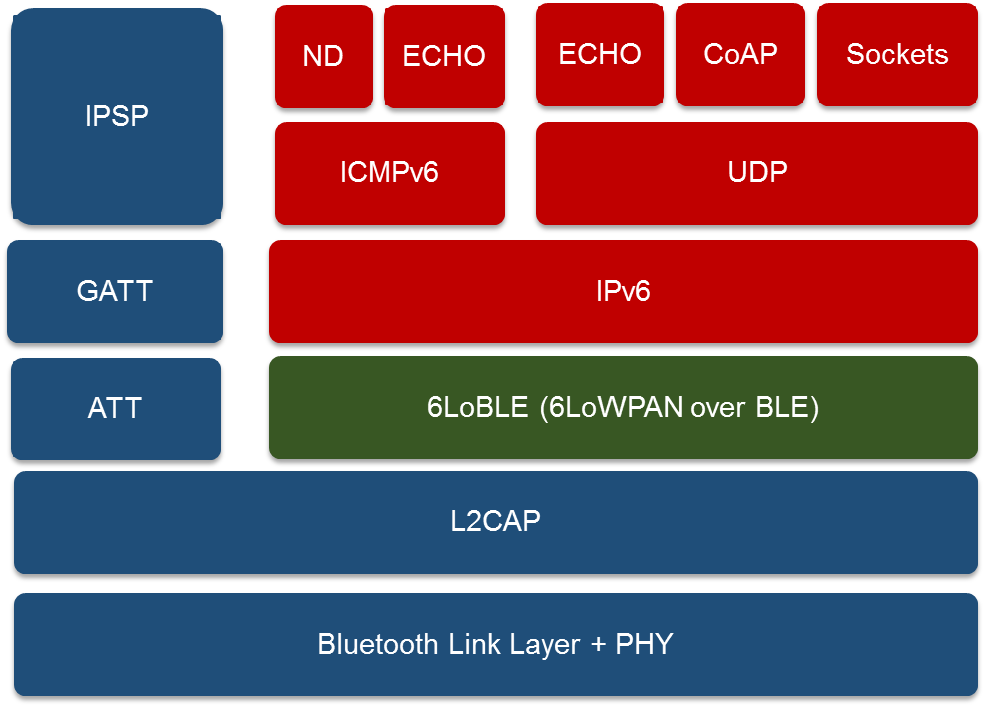 IPSP
ND
ECHO
ECHO
CoAP
Sockets
ICMPv6
UDP
GATT
IPv6
ATT
6LoBLE (6LoWPAN over BLE)
L2CAP
Bluetooth Link Layer + PHY